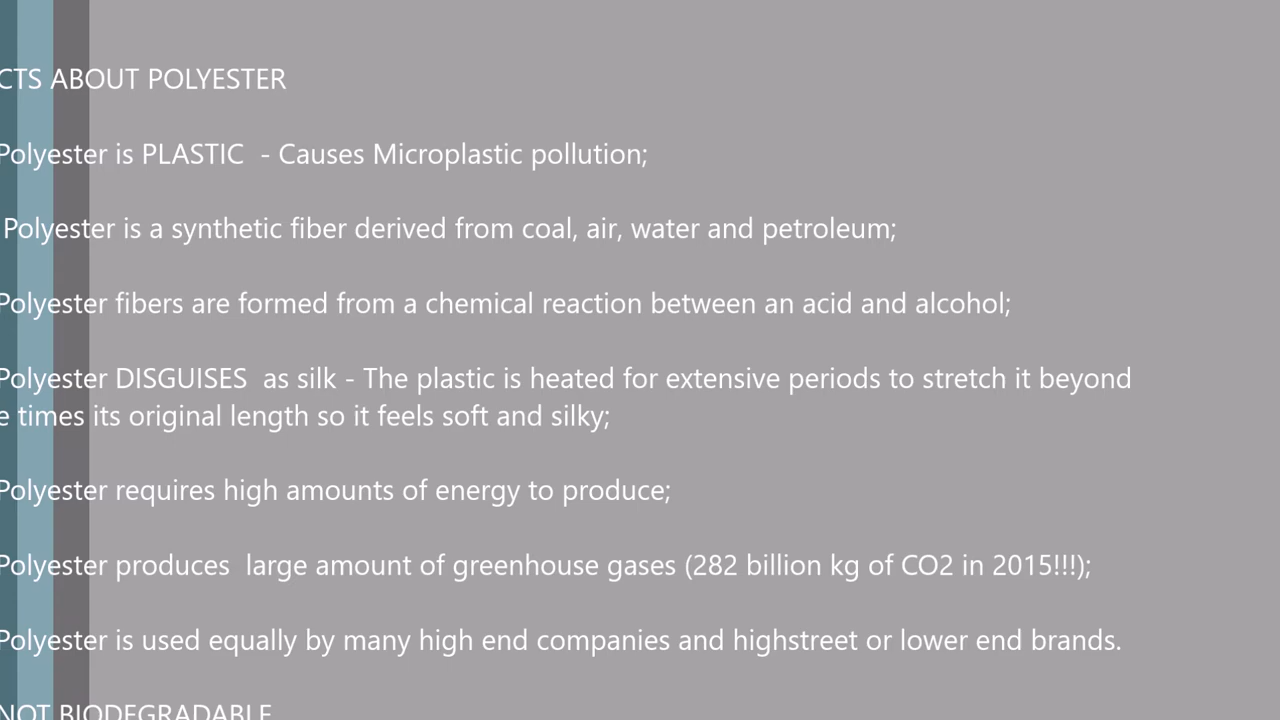 CTS ABOUT POLYESTER
Polyester is PLASTIC  - Causes Microplastic pollution;
Polyester is a synthetic fiber derived from coal, air, water and petroleum;
Polyester fibers are formed from a chemical reaction between an acid and alcohol;
Polyester DISGUISES  as silk - The plastic is heated for extensive periods to stretch it beyond
e times its original length so it feels soft and silky;
Polyester requires high amounts of energy to produce;
Polyester produces  large amount of greenhouse gases (282 billion kg of CO2 in 2015!!!);
Polyester is used equally by many high end companies and highstreet or lower end brands.
NOT BIODEGRADABLE